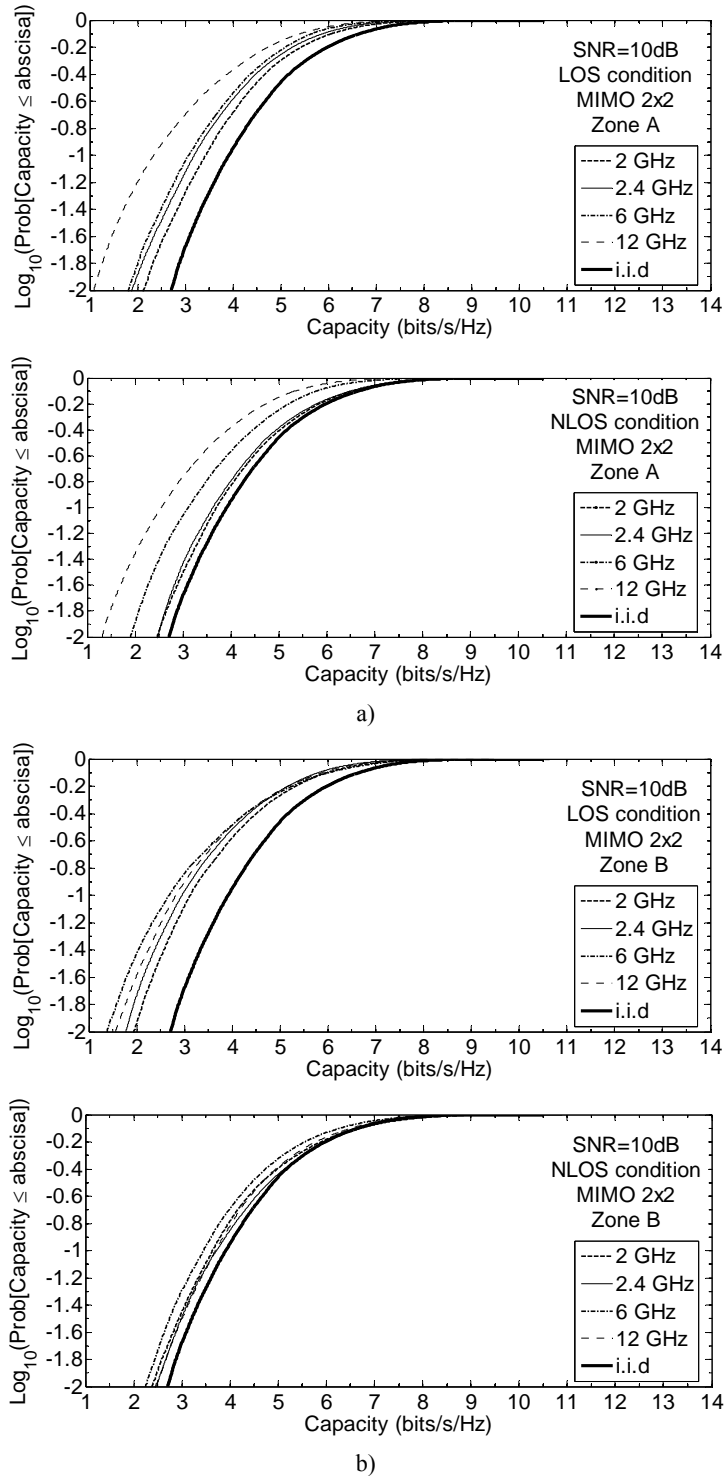 0
-0.2
-0.4
-0.6
-0.8
-1
-1.2
-1.4
-1.6
-1.8
-2
Log10(Prob[Capacity ≤ abscisa])
1 2 3 4 5 6 7 8 9 10 11 12 13 14
Capacity (bits/s/Hz)
SNR=10dB
LOS condition
MIMO 2x2
Zone A
2 GHz
2.4 GHz
6 GHz
12 GHz
i.i.d
0
-0.2
-0.4
-0.6
-0.8
-1
-1.2
-1.4
-1.6
-1.8
-2
Log10(Prob[Capacity ≤ abscisa])
1 2 3 4 5 6 7 8 9 10 11 12 13 14
Capacity (bits/s/Hz)
SNR=10dB
NLOS condition
MIMO 2x2
Zone A
2 GHz
2.4 GHz
6 GHz
12 GHz
i.i.d
a)
0
-0.2
-0.4
-0.6
-0.8
-1
-1.2
-1.4
-1.6
-1.8
-2
Log10(Prob[Capacity ≤ abscisa])
1 2 3 4 5 6 7 8 9 10 11 12 13 14
Capacity (bits/s/Hz)
SNR=10dB
LOS condition
MIMO 2x2
Zone B
2 GHz
2.4 GHz
6 GHz
12 GHz
i.i.d
0
-0.2
-0.4
-0.6
-0.8
-1
-1.2
-1.4
-1.6
-1.8
-2
Log10(Prob[Capacity ≤ abscisa])
1 2 3 4 5 6 7 8 9 10 11 12 13 14
Capacity (bits/s/Hz)
SNR=10dB
NLOS condition
MIMO 2x2
Zone B
2 GHz
2.4 GHz
6 GHz
12 GHz
i.i.d
b)